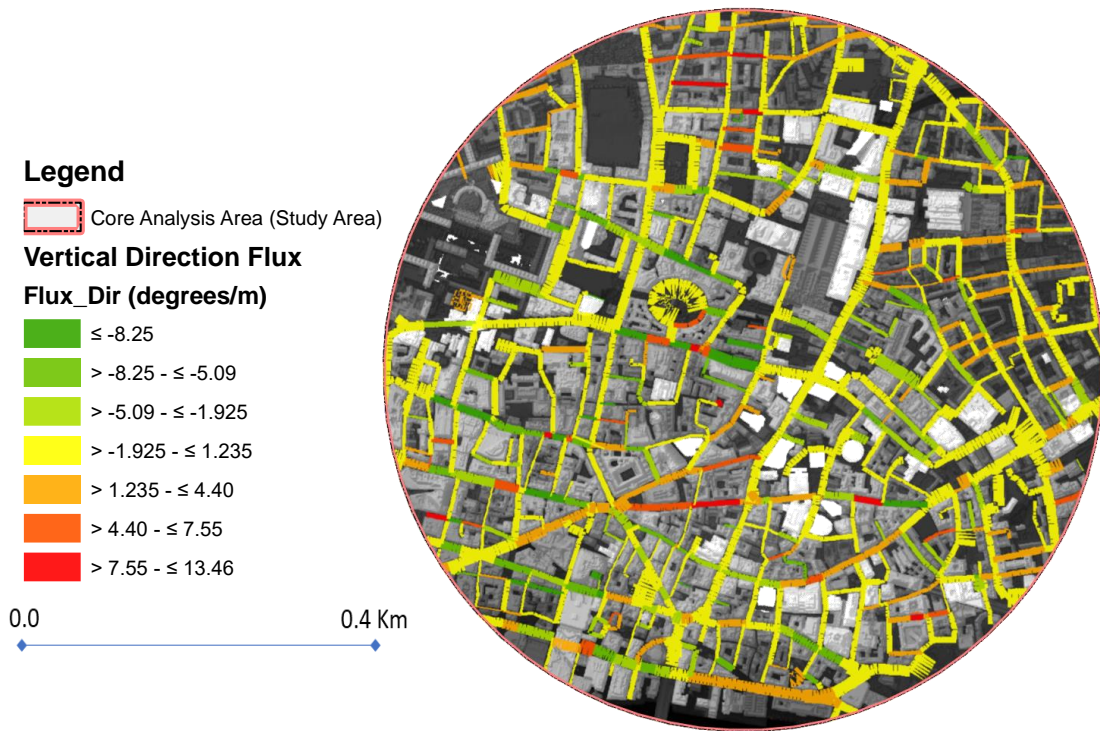 Legend
Core Analysis Area (Study Area)
Vertical Direction Flux
Flux_Dir (degrees/m)
≤ -8.25
> -8.25 - ≤ -5.09
> -5.09 - ≤ -1.925
> -1.925 - ≤ 1.235
> 1.235 - ≤ 4.40
> 4.40 - ≤ 7.55
> 7.55 - ≤ 13.46
0.0 0.4 Km